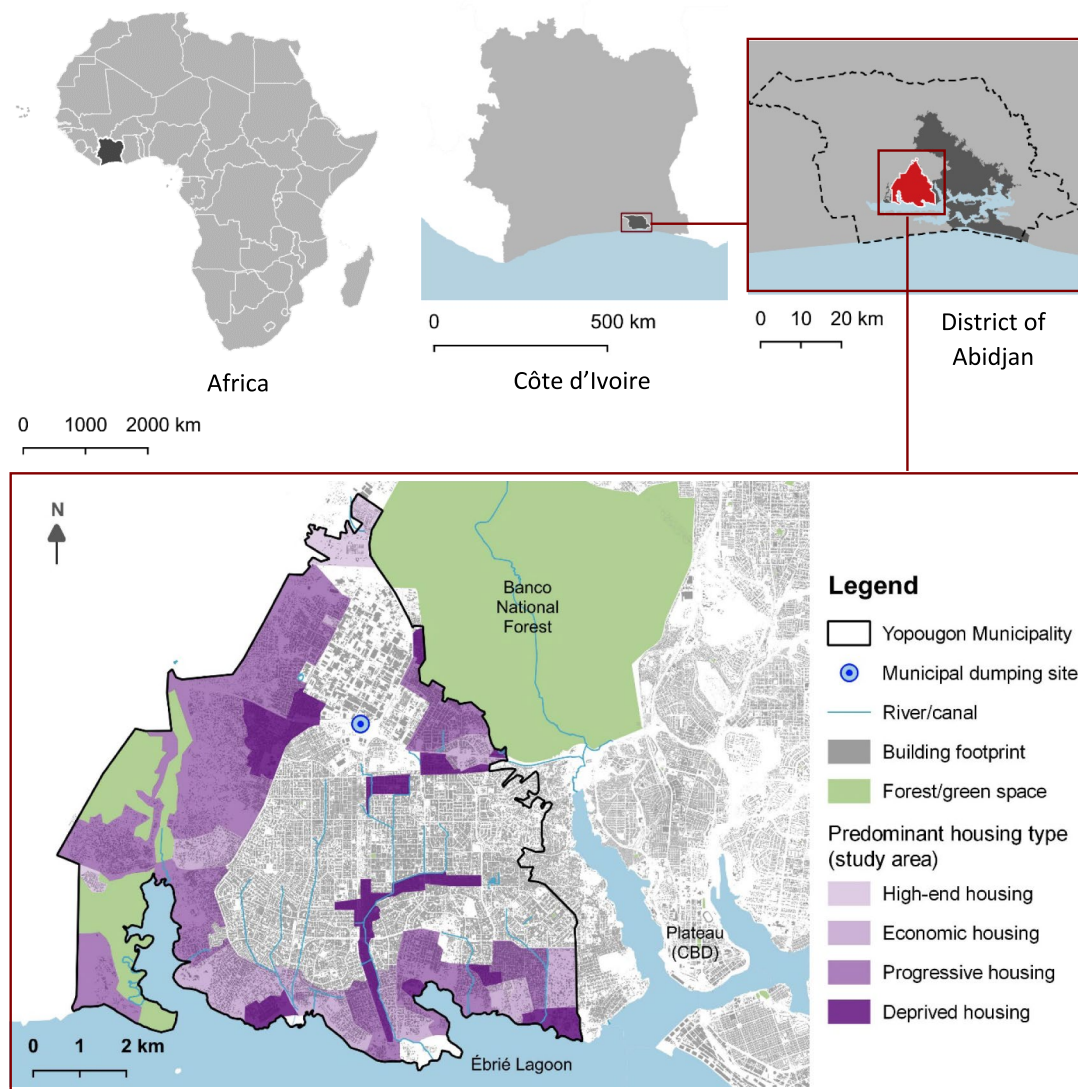 Africa
0 1000 2000 km
Côte d’Ivoire
0 500 km
District of
Abidjan
0 10 20 km
N
Banco
National
Forest
Plateau
(CBD)
Ébrié Lagoon
0 1 2 km
Legend
Yopougon Municipality
Municipal dumping site
River/canal
Building footprint
Forest/green space
Predominant housing type
(study area)
High-end housing
Economic housing
Progressive housing
Deprived housing